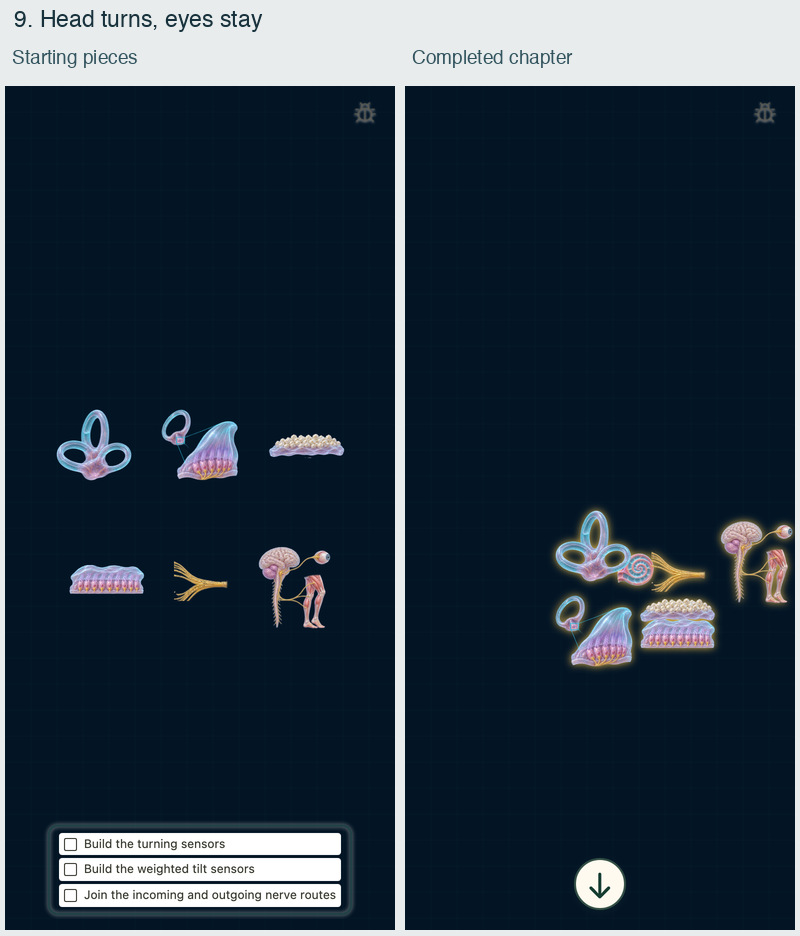 9. Head turns, eyes stay
Starting pieces
Completed chapter
Build the turning sensors
Build the weighted tilt sensors
Join the incoming and outgoing nerve routes